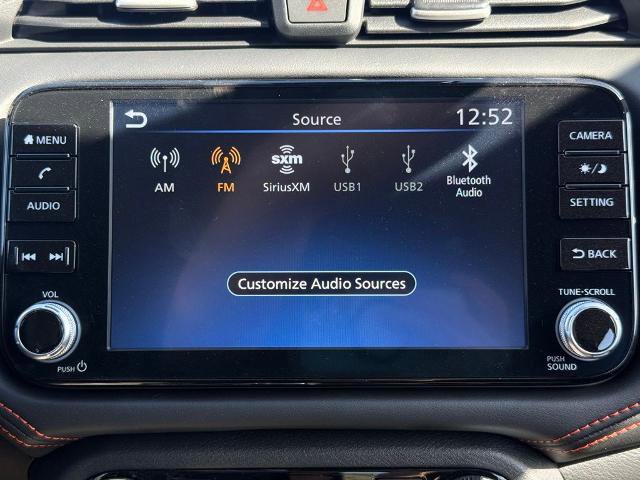 MENU
AUDIO
VOL
PUSH
Source
12:52
AM
FM
sxm
SiriusXM
USB1
USB2
Bluetooth
Audio
Customize Audio Sources
CAMERA
SETTING
BACK
TUNE•SCROLL
PUSH
SOUND